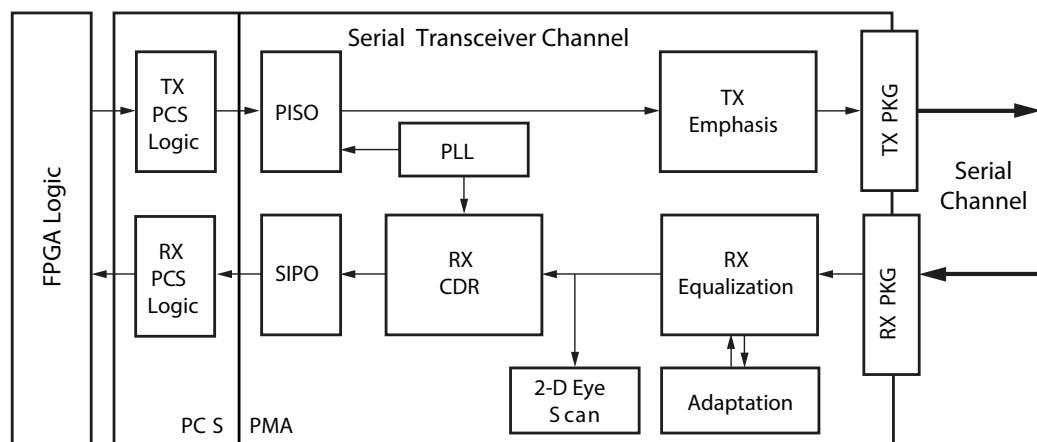 Serial Transceiver Channel
FPGA Logic
TX
PCS
Logic
PISO
TX
Emphasis
TX PKG
PLL
Serial
Channel
RX
PCS
Logic
SIPO
RX
CDR
RX
Equalization
RX PKG
2-D Eye
S can
Adaptation
PC S
PMA